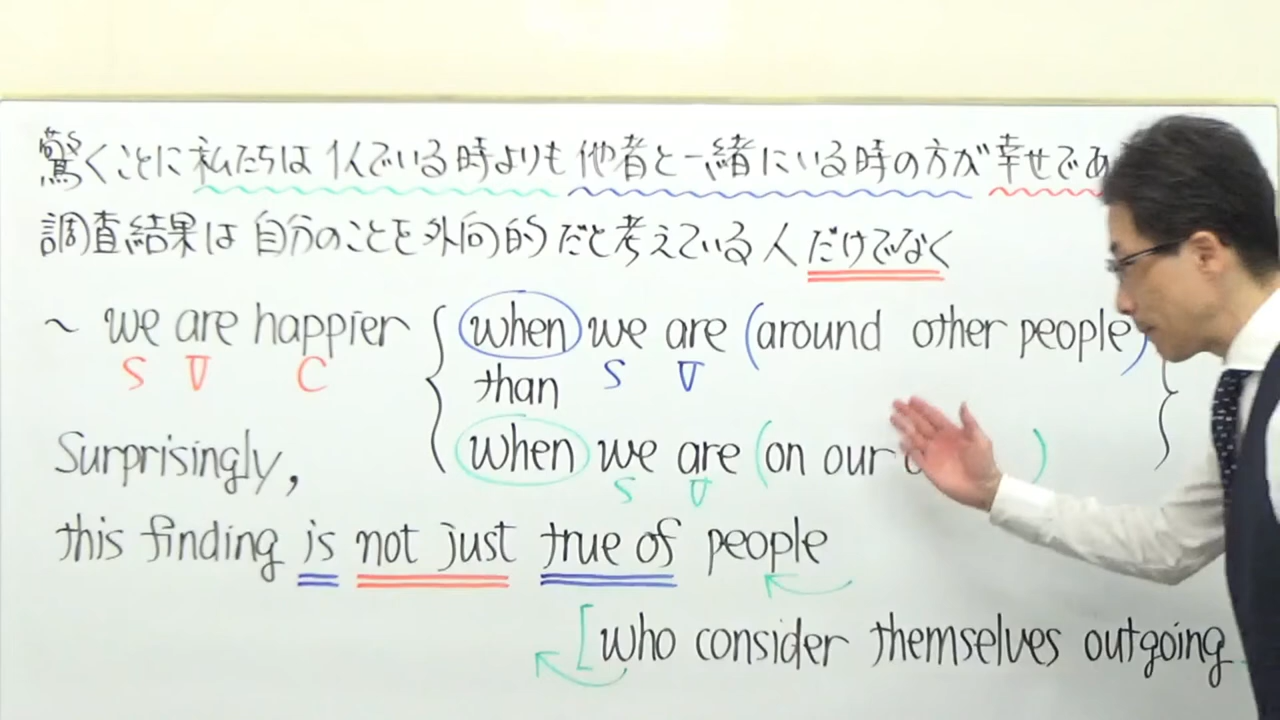 驚くことに私たちは1人でいる時よりも他者と一緒にいる時の方が幸せであ
調査結果は自分のことを外向的だと考えている人だけでなく
~ we are happier { when we are (around other people)
S V C S V
than
when we are (on our )
S V
Surprisingly,
this finding is not just true of people
[who consider themselves outgoing